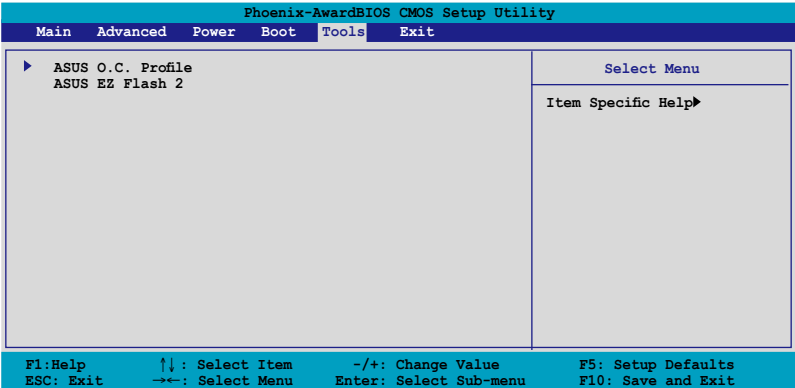 Phoenix-AwardBIOS CMOS Setup Utility
Main Advanced Power Boot Tools Exit
ASUS O.C. Profile
ASUS EZ Flash 2
Select Menu
Item Specific Help
F1:Help ↑↓: Select Item -/+: Change Value F5: Setup Defaults
ESC: Exit →←: Select Menu Enter: Select Sub-menu F10: Save and Exit